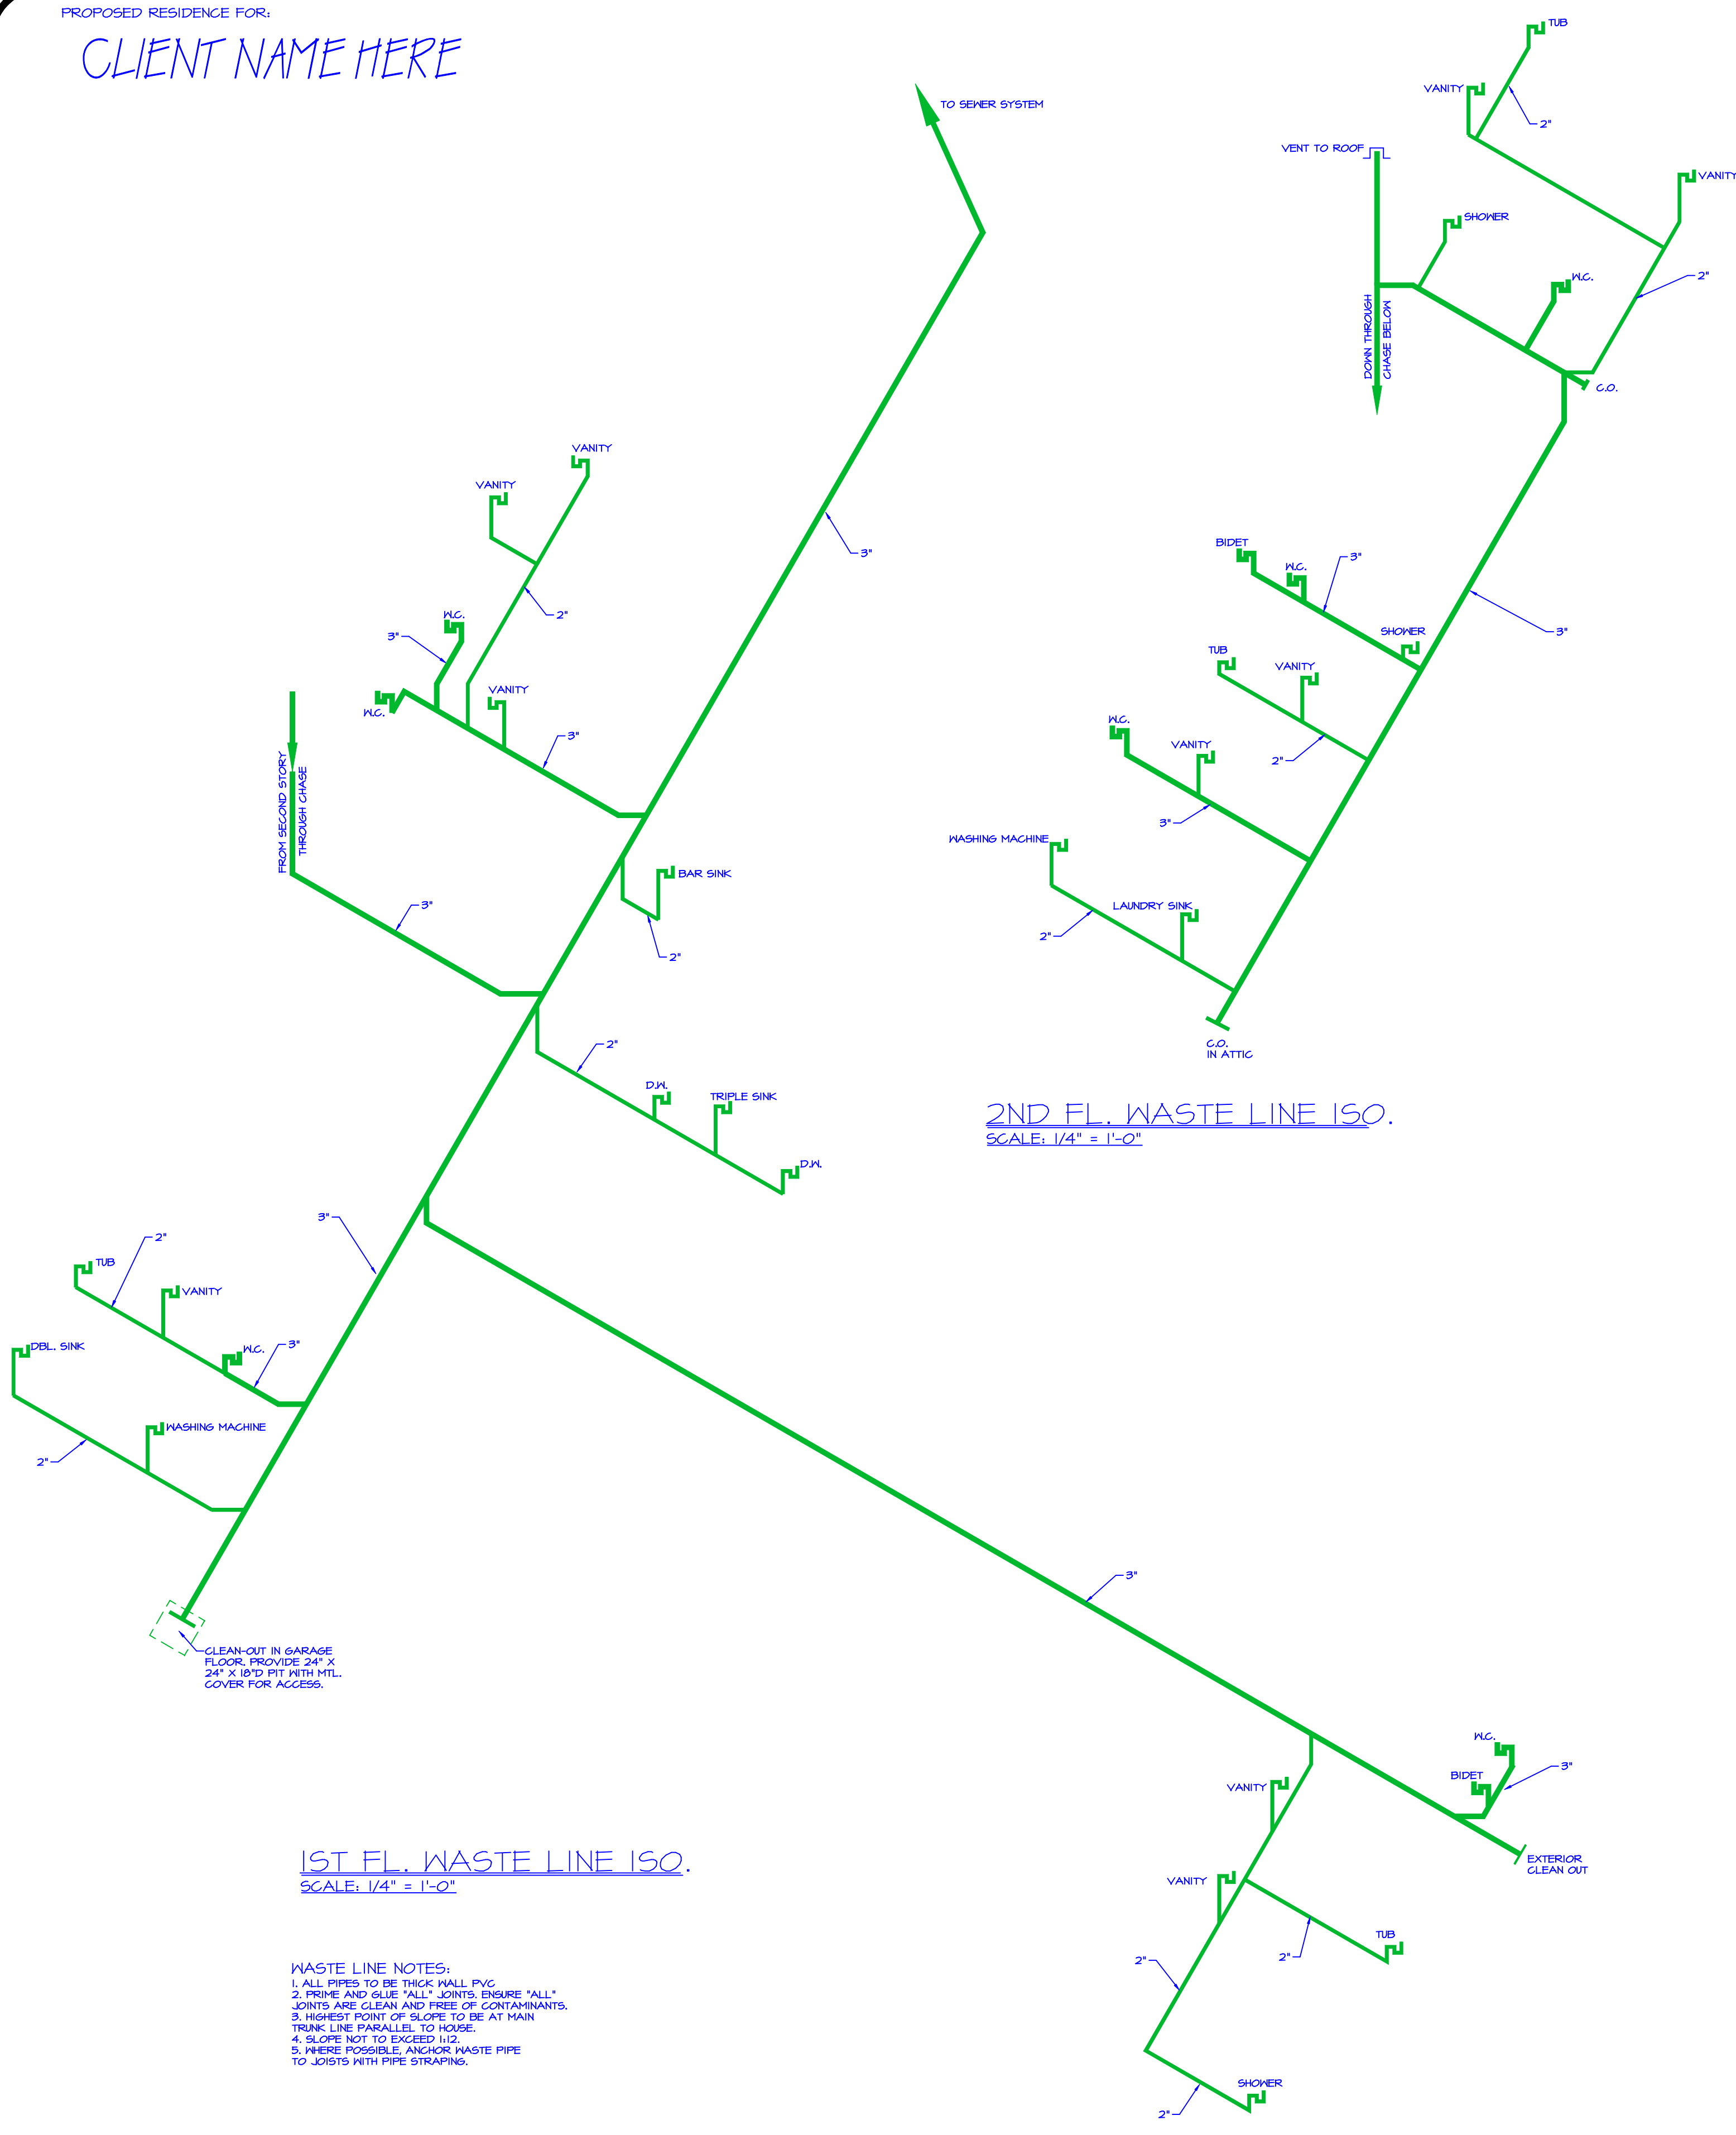 PROPOSED RESIDENCE FOR:
CLIENT NAME HERE
TO SEWER SYSTEM
TUB
VANITY
2"
VENT TO ROOF
VANITY
SHOWER
W.C.
2"
DOWN THROUGH
CHASE BELOW
C.O.
VANITY
VANITY
3"
2"
W.C.
3"
VANITY
W.C.
3"
FROM SECOND STORY
THROUGH CHASE
BAR SINK
3"
2"
BIDET
3"
W.C.
SHOWER
3"
TUB
VANITY
W.C.
VANITY
2"
3"
WASHING MACHINE
LAUNDRY SINK
2"
C.O.
IN ATTIC
2"
D.W.
TRIPLE SINK
D.W.
2ND FL. WASTE LINE ISO.
SCALE: 1/4" = 1'-0"
3"
2"
TUB
VANITY
DBL. SINK
W.C.
3"
WASHING MACHINE
2"
3"
CLEAN-OUT IN GARAGE
FLOOR. PROVIDE 24" X
24" X 18"D PIT WITH MTL.
COVER FOR ACCESS.
W.C.
BIDET
3"
VANITY
EXTERIOR
CLEAN OUT
VANITY
TUB
2"
2"
SHOWER
2"
1ST FL. WASTE LINE ISO.
SCALE: 1/4" = 1'-0"
WASTE LINE NOTES:
1. ALL PIPES TO BE THICK WALL PVC
2. PRIME AND GLUE "ALL" JOINTS. ENSURE "ALL"
JOINTS ARE CLEAN AND FREE OF CONTAMINANTS.
3. HIGHEST POINT OF SLOPE TO BE AT MAIN
TRUNK LINE PARALLEL TO HOUSE.
4. SLOPE NOT TO EXCEED 1:12.
5. WHERE POSSIBLE, ANCHOR WASTE PIPE
TO JOISTS WITH PIPE STRAPING.